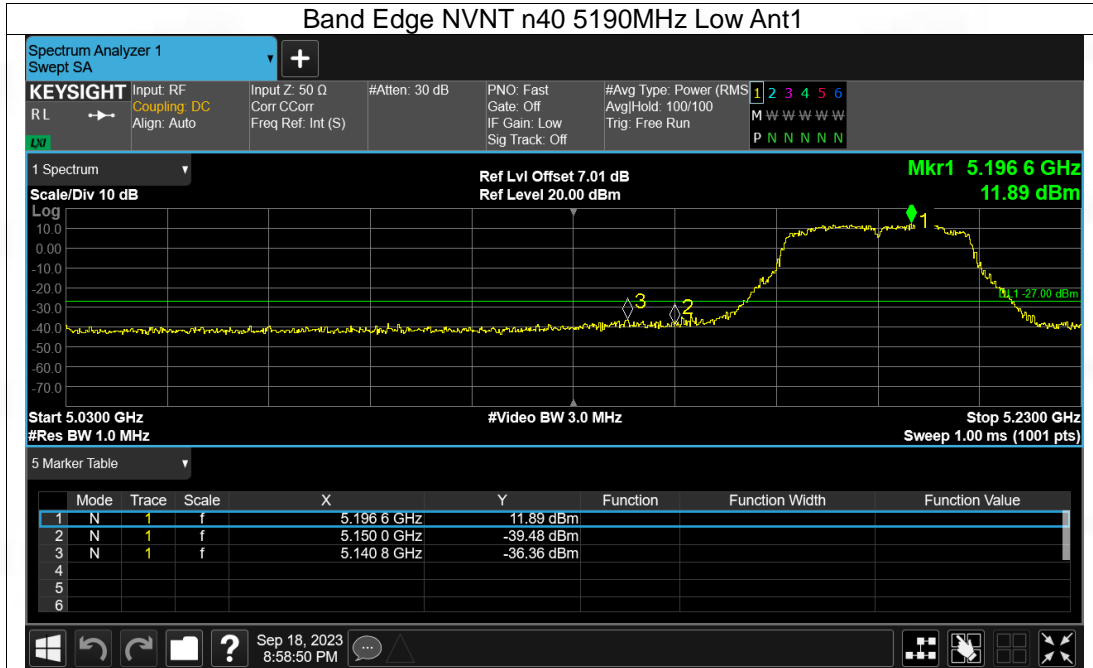 Band Edge NVNT n40 5190MHz Low Ant1
Spectrum Analyzer 1
Swept SA
+
KEYSIGHT
RL
LXI
Input: RF
Coupling: DC
Align: Auto
Input Z: 50 Ω
Corr CCorr
Freq Ref: Int (S)
#Atten: 30 dB
PNO: Fast
Gate: Off
IF Gain: Low
Sig Track: Off
#Avg Type: Power (RMS
Avg|Hold: 100/100
Trig: Free Run
1 2 3 4 5 6
M W W W W W W
P N N N N N N
1 Spectrum
Scale/Div 10 dB
Ref Lvl Offset 7.01 dB
Ref Level 20.00 dBm
Mkr1 5.196 6 GHz
11.89 dBm
Log
10.0
0.00
-10.0
-20.0
-30.0
-40.0
-50.0
-60.0
-70.0
1
3
2
DL1 -27.00 dBm
Start 5.0300 GHz
#Video BW 3.0 MHz
Stop 5.2300 GHz
#Res BW 1.0 MHz
Sweep 1.00 ms (1001 pts)
5 Marker Table
Mode Trace Scale X Y Function Function Width Function Value
1 N 1 f 5.196 6 GHz 11.89 dBm
2 N 1 f 5.150 0 GHz -39.48 dBm
3 N 1 f 5.140 8 GHz -36.36 dBm
4
5
6
?
Sep 18, 2023
8:58:50 PM